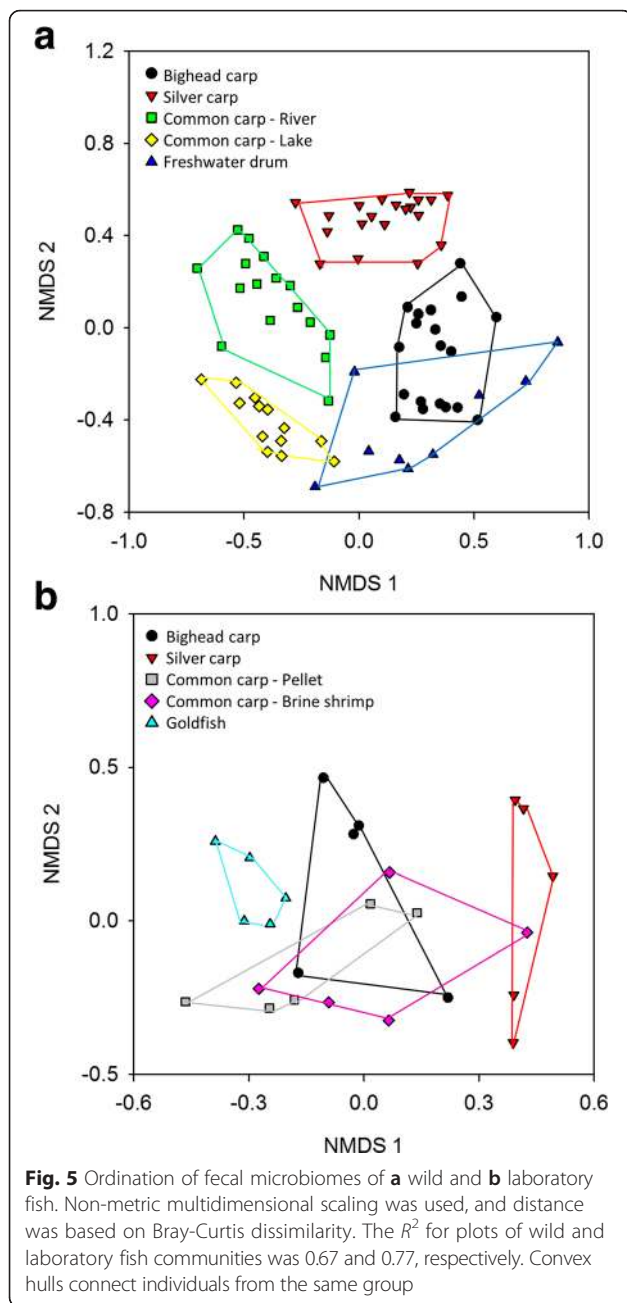 a
1.2
Bighead carp
Silver carp
Common carp - River
Common carp - Lake
Freshwater drum
0.8
0.4
0.0
-0.4
-0.8
NMDS 2
-1.0 -0.5 0.0 0.5 1.0
NMDS 1
b
1.0
Bighead carp
Silver carp
Common carp - Pellet
Common carp - Brine shrimp
Goldfish
0.5
0.0
-0.5
NMDS 2
-0.6 -0.3 0.0 0.3 0.6
NMDS 1
Fig. 5 Ordination of fecal microbiomes of a wild and b laboratory
fish. Non-metric multidimensional scaling was used, and distance
was based on Bray-Curtis dissimilarity. The R² for plots of wild and
laboratory fish communities was 0.67 and 0.77, respectively. Convex
hulls connect individuals from the same group